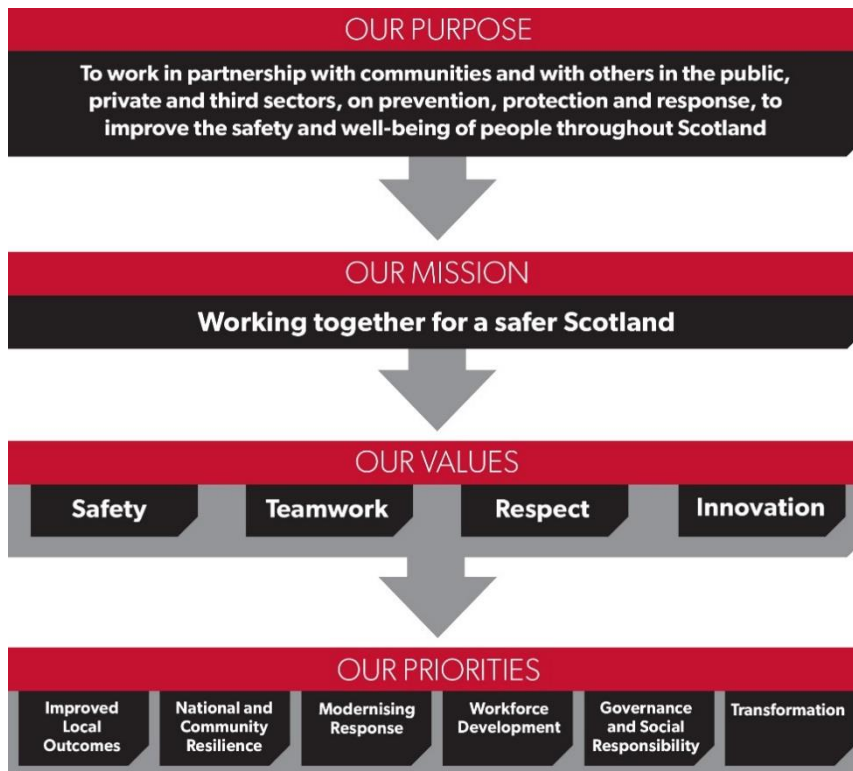 OUR PURPOSE
To work in partnership with communities and with others in the public,
private and third sectors, on prevention, protection and response, to
improve the safety and well-being of people throughout Scotland
OUR MISSION
Working together for a safer Scotland
OUR VALUES
Safety
Teamwork
Respect
Innovation
OUR PRIORITIES
Improved
Local
Outcomes
National and
Community
Resilience
Modernising
Response
Workforce
Development
Governance
and Social
Responsibility
Transformation